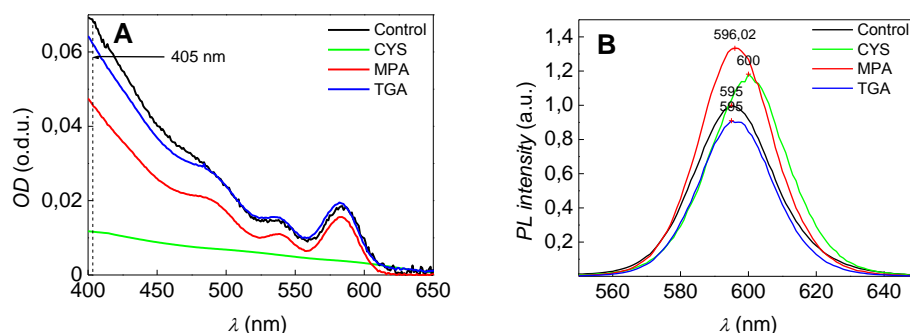 A
Control
CYS
MPA
TGA
405 nm
0,06
0,04
0,02
0
400 450 500 550 600 650
OD (o.d.u.)
λ (nm)
B
Control
CYS
MPA
TGA
596,02
600
595
595
1,4
1,2
1,0
0,8
0,6
0,4
0,2
560 580 600 620 640
PL intensity (a.u.)
λ (nm)